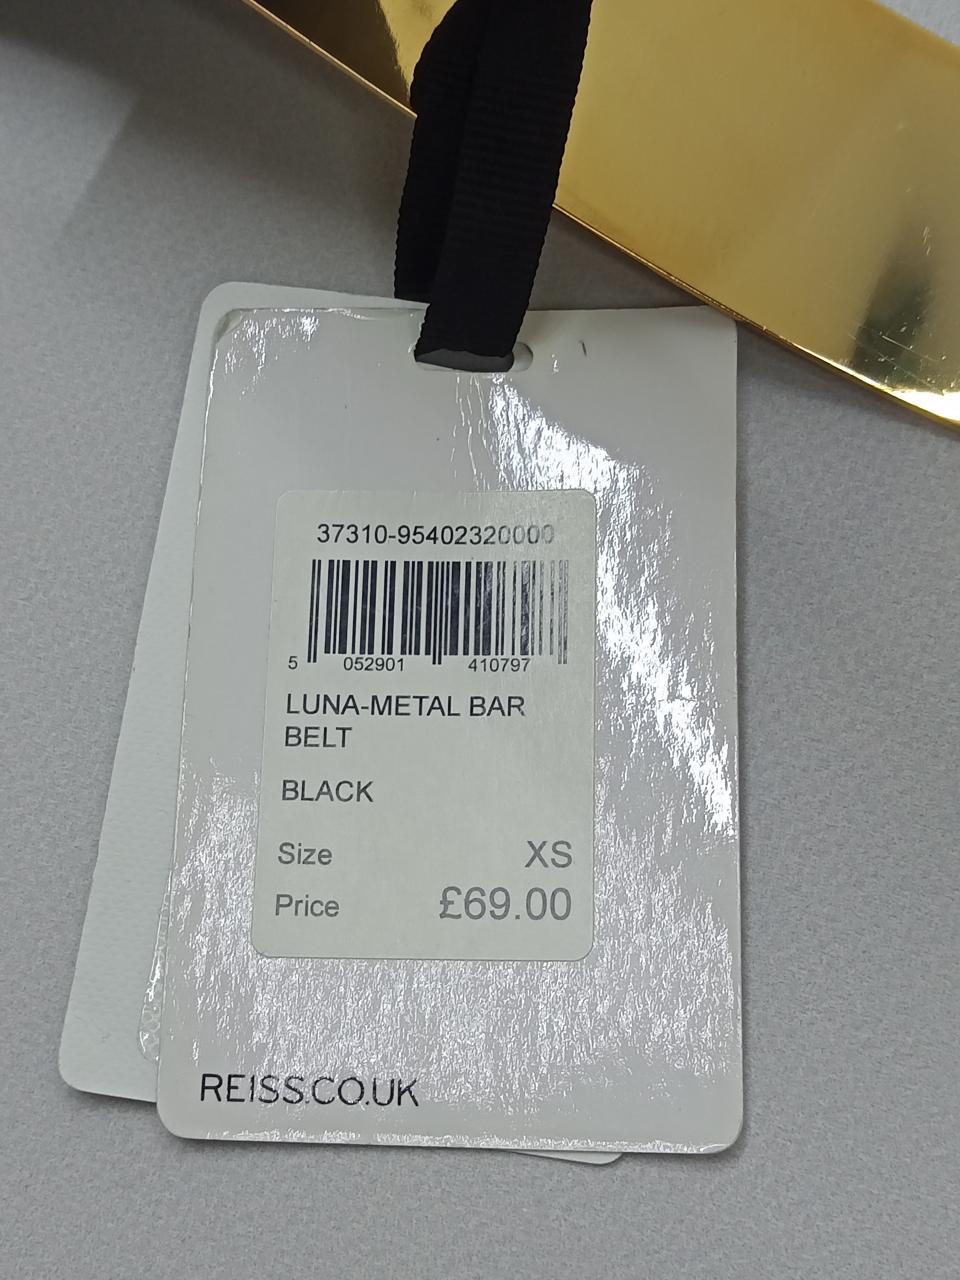 37310-95402320000
5 052901 410797
LUNA-METAL BAR
BELT
BLACK
Size XS
Price £69.00
REISS.CO.UK